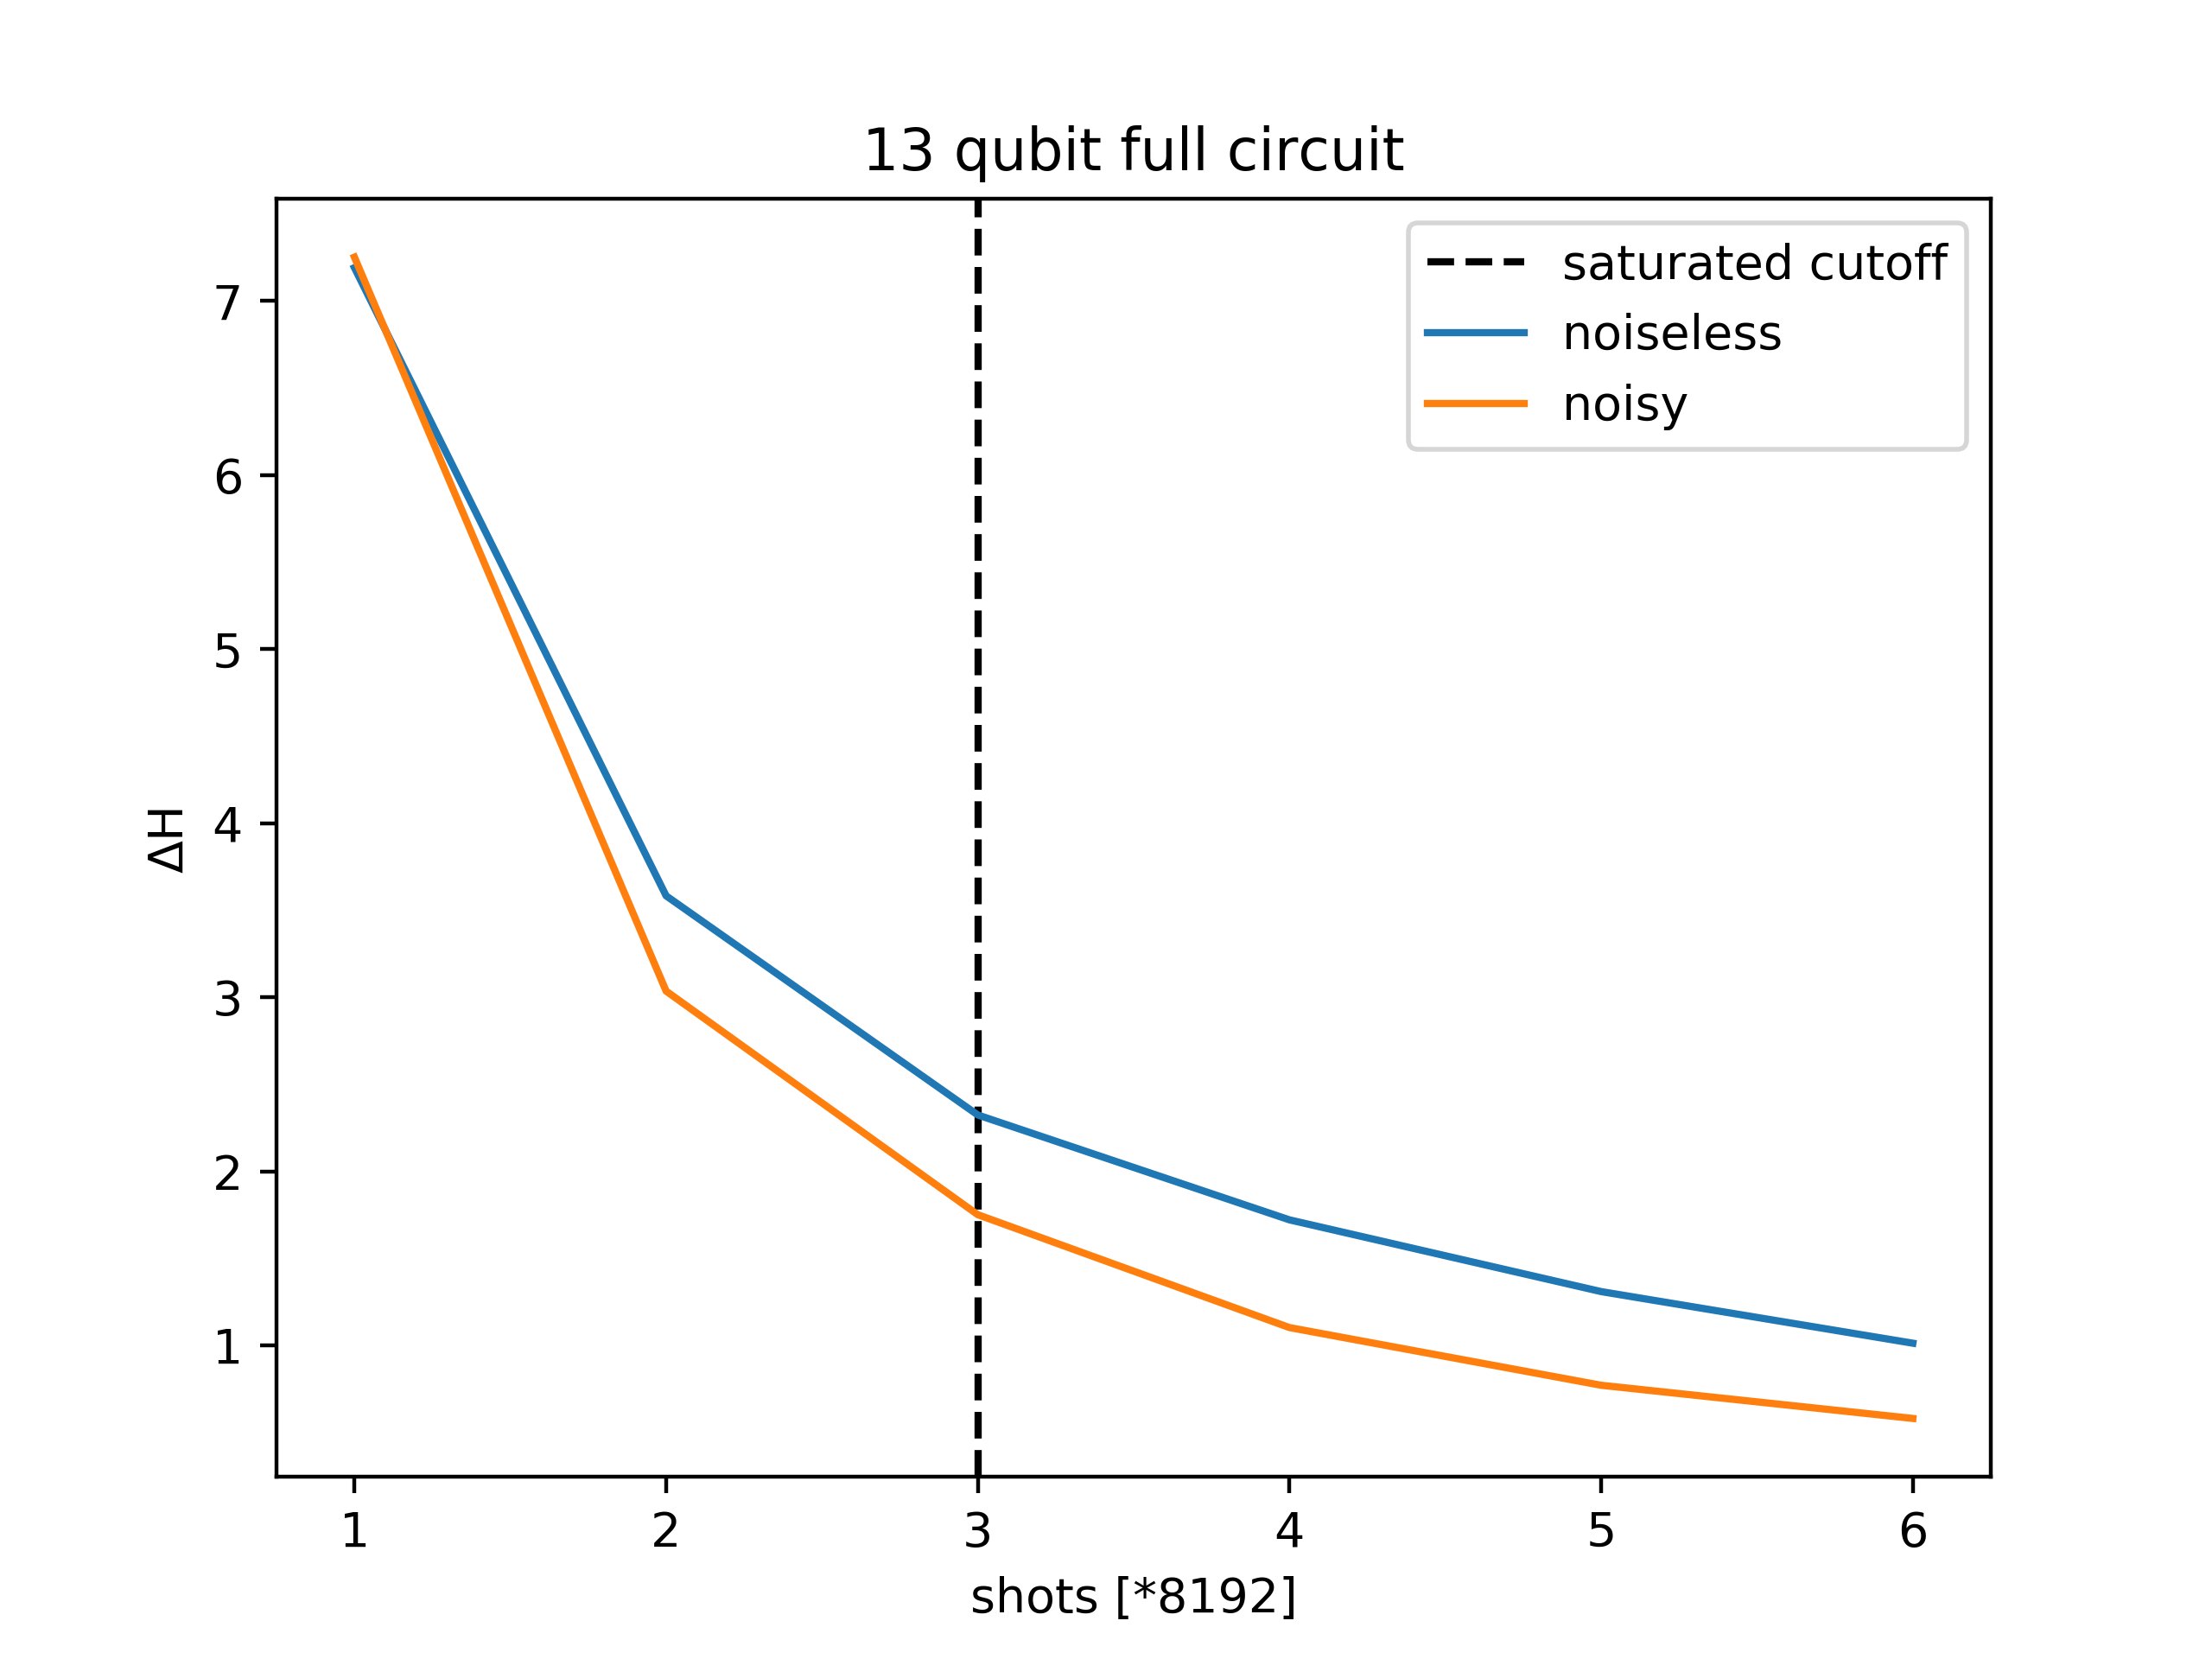 13 qubit full circuit
saturated cutoff
noiseless
noisy
ΔH
7
6
5
4
3
2
1
1 2 3 4 5 6
shots [*8192]